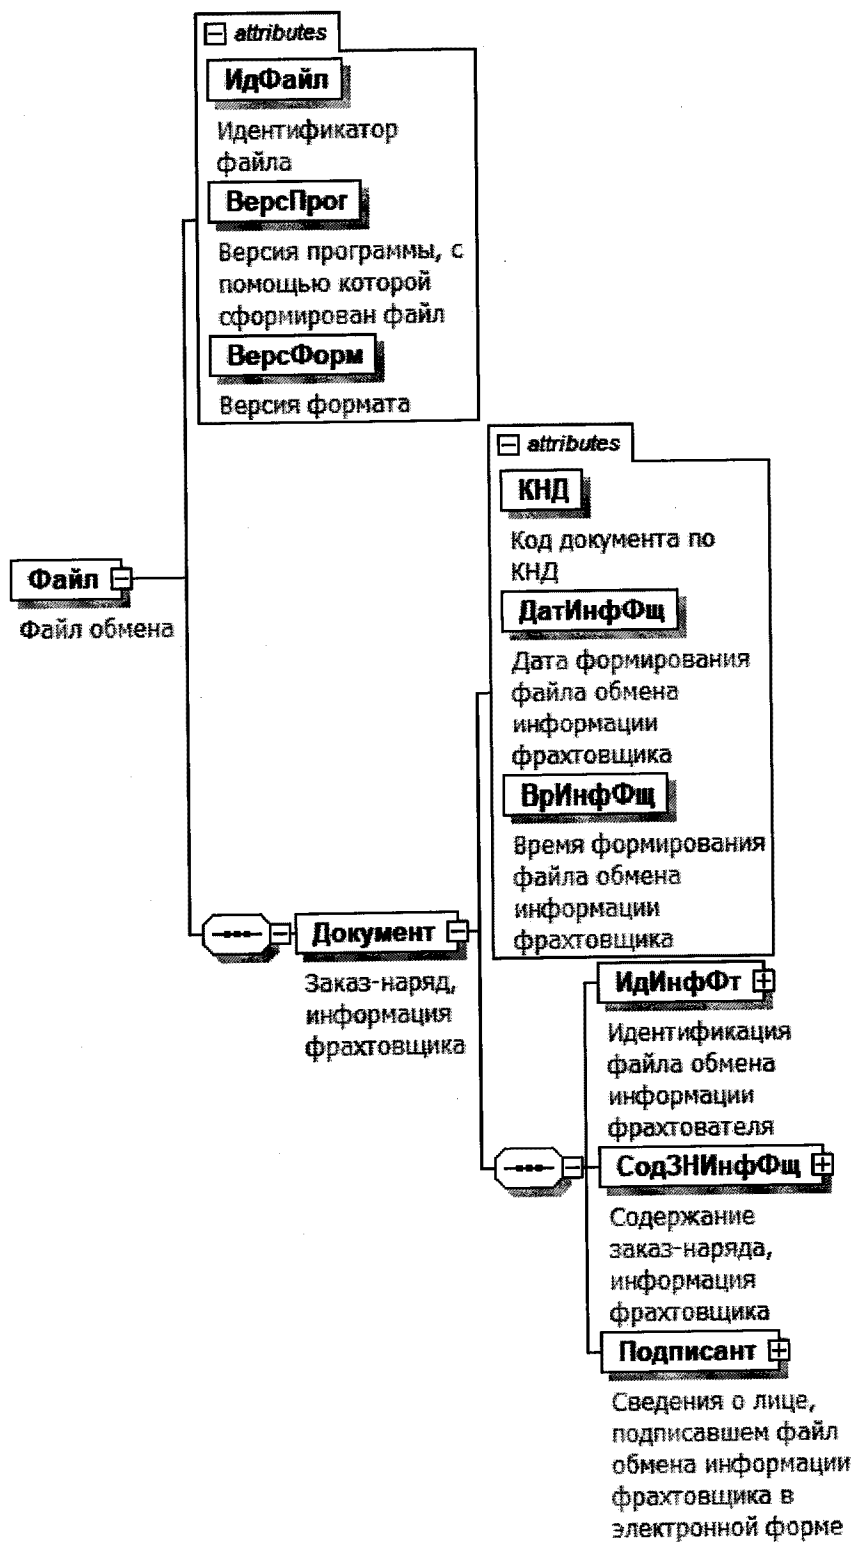 attributes
ИдФайл
Идентификатор
файла
ВерсПрог
Версия программы, с
помощью которой
сформирован файл
ВерсФорм
Версия формата
Файл
Файл обмена
attributes
КНД
Код документа по
КНД
ДатИнфФщ
Дата формирования
файла обмена
информации
фрахтовщика
ВрИнфФщ
Время формирования
файла обмена
информации
фрахтовщика
Документ
Заказ-наряд,
информация
фрахтовщика
ИдИнфФт
Идентификация
файла обмена
информации
фрахтователя
СодЗНИнфФщ
Содержание
заказ-наряда,
информация
фрахтовщика
Подписант
Сведения о лице,
подписавшем файл
обмена информации
фрахтовщика в
электронной форме